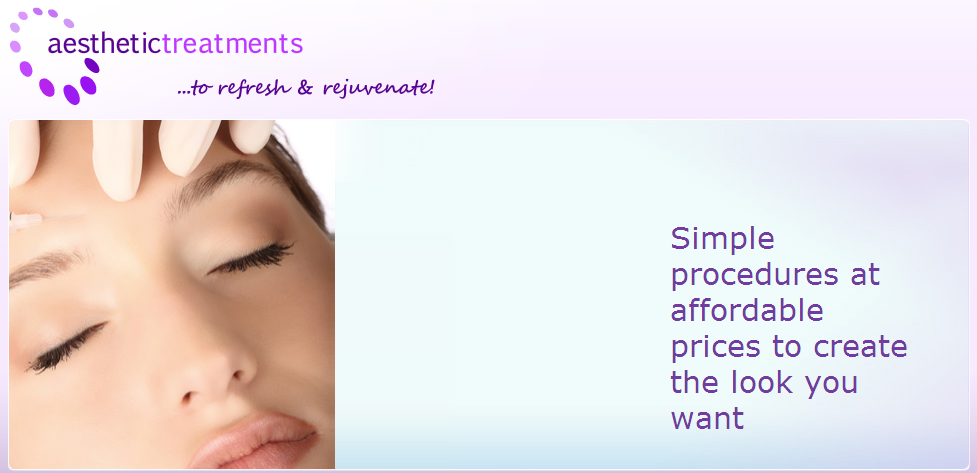 aesthetictreatments
...to refresh & rejuvenate!
Simple
procedures at
affordable
prices to create
the look you
want